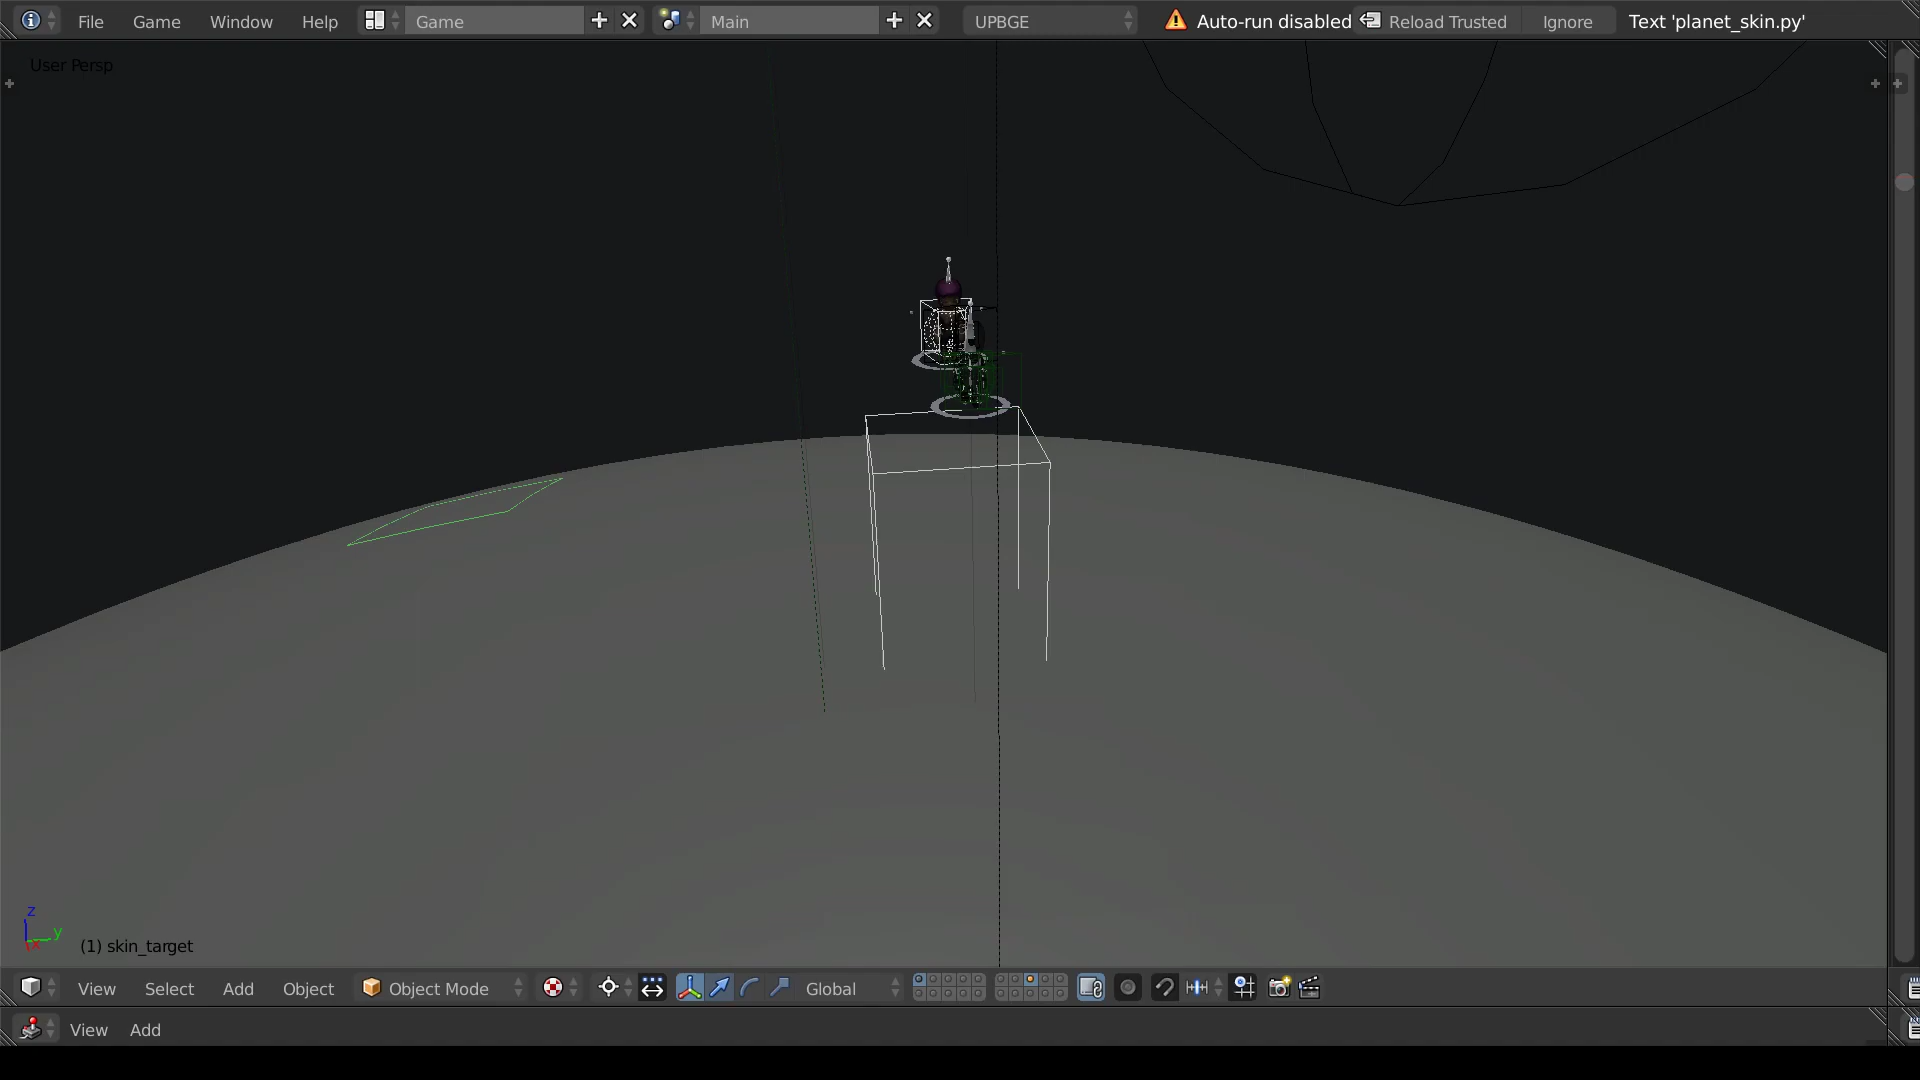 File Game Window Help Game Main UPBGE Auto-run disabled Reload Trusted Ignore Text 'planet_skin.py'
User Persp
z
y
x
(1) skin_target
View Select Add Object Object Mode Global
View Add